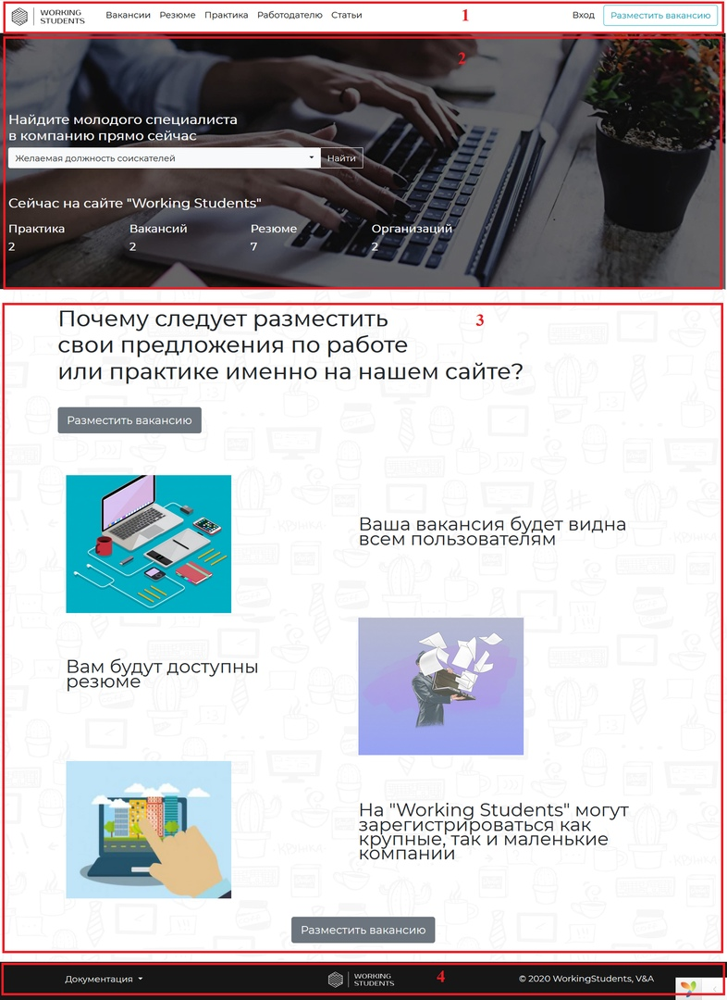 WORKING
STUDENTS
Вакансии Резюме Практика Работодателю Статьи
1
Вход
Разместить вакансию
2
Найдите молодого специалиста
в компанию прямо сейчас
Желаемая должность соискателей
Найти
Сейчас на сайте "Working Students"
Практика Вакансий Резюме Организаций
2 2 7 2
Почему следует разместить
3
свои предложения по работе
или практике именно на нашем сайте?
Разместить вакансию
Ваша вакансия будет видна
всем пользователям
Вам будут доступны
резюме
На "Working Students" могут
зарегистрироваться как
крупные, так и маленькие
компании
Разместить вакансию
Документация
WORKING
STUDENTS
4
© 2020 WorkingStudents, V&A